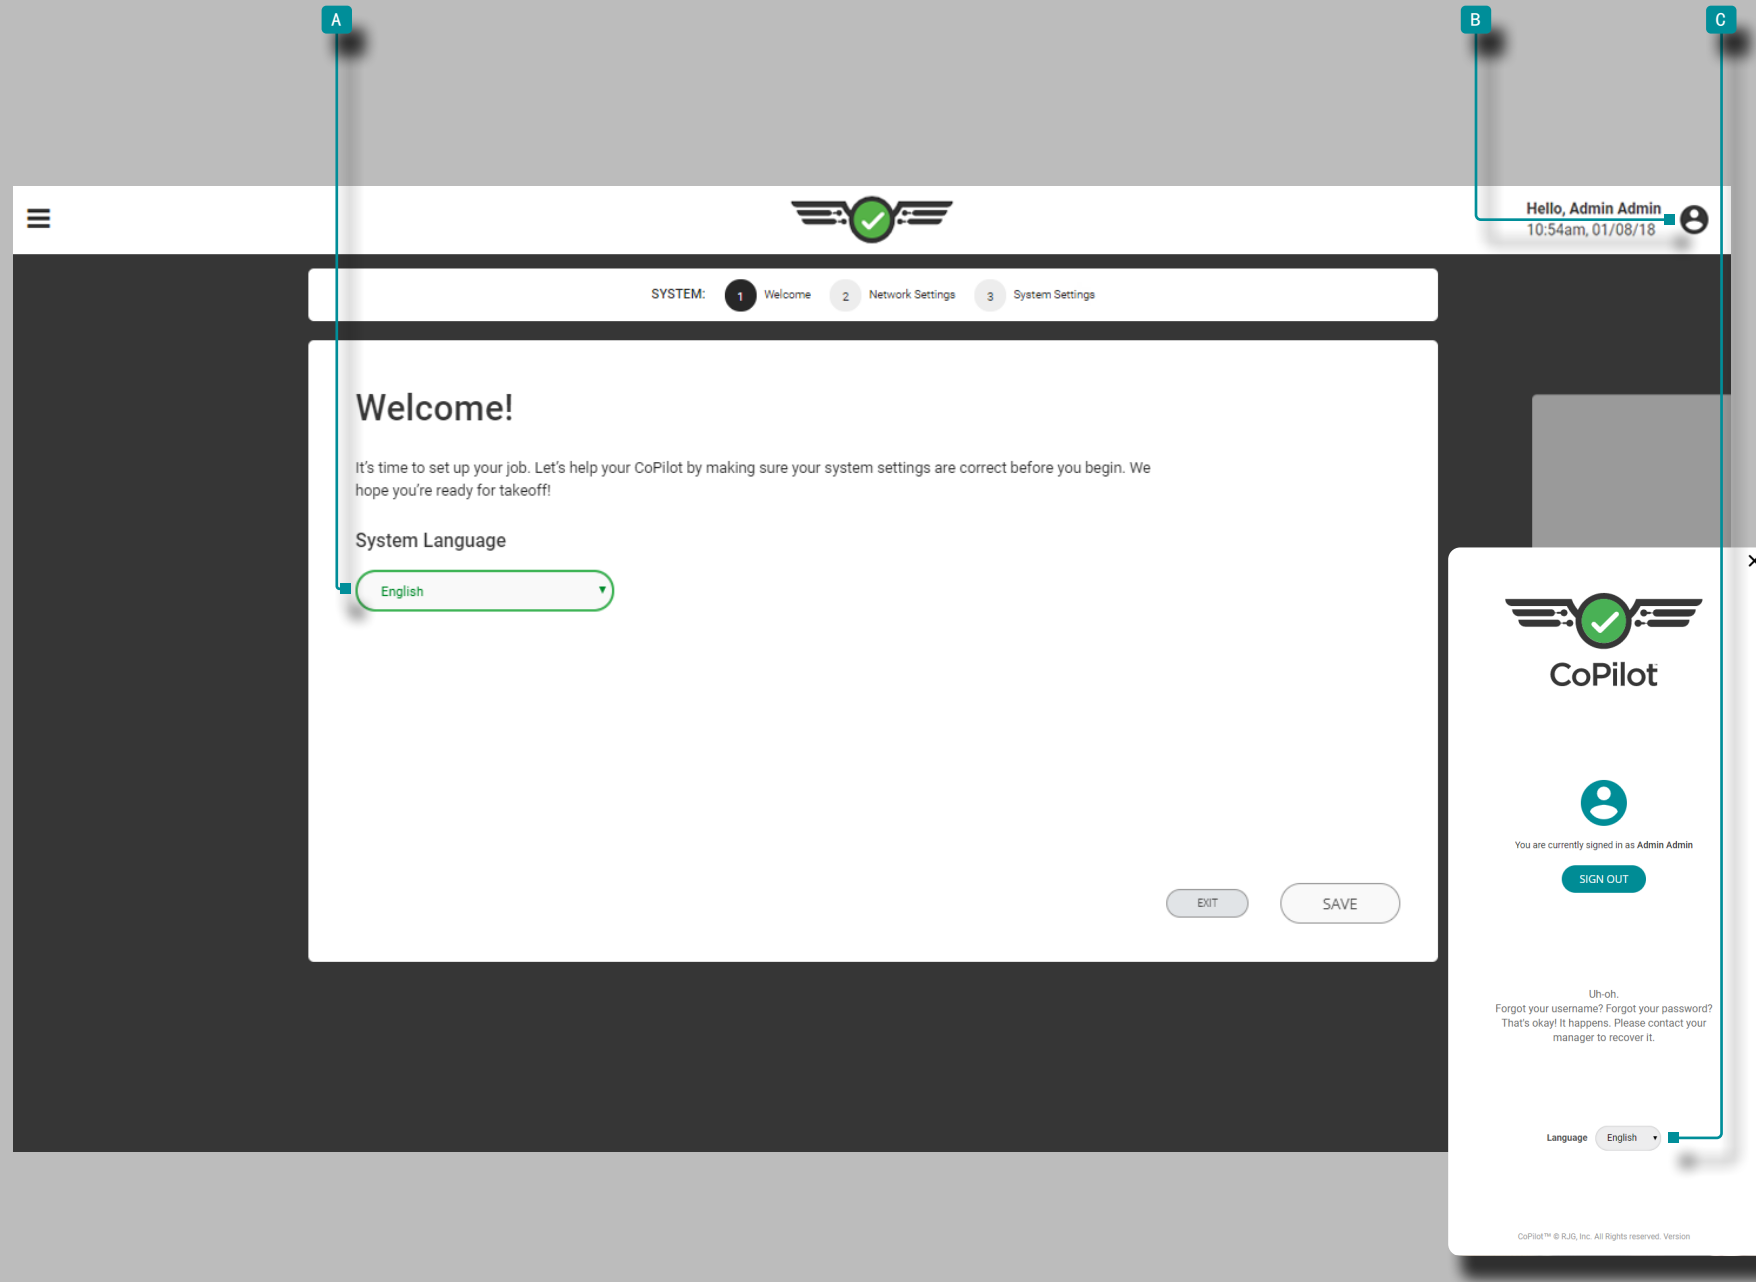 A
B
C
Hello, Admin Admin
10:54am, 01/08/18
SYSTEM: 1 Welcome 2 Network Settings 3 System Settings
Welcome!
It's time to set up your job. Let's help your CoPilot by making sure your system settings are correct before you begin. We
hope you're ready for takeoff!
System Language
English
EXIT
SAVE
CoPilot
You are currently signed in as Admin Admin
SIGN OUT
Uh-oh.
Forgot your username? Forgot your password?
That's okay! It happens. Please contact your
manager to recover it.
Language English
CoPilot™ © RJG, Inc. All Rights reserved. Version